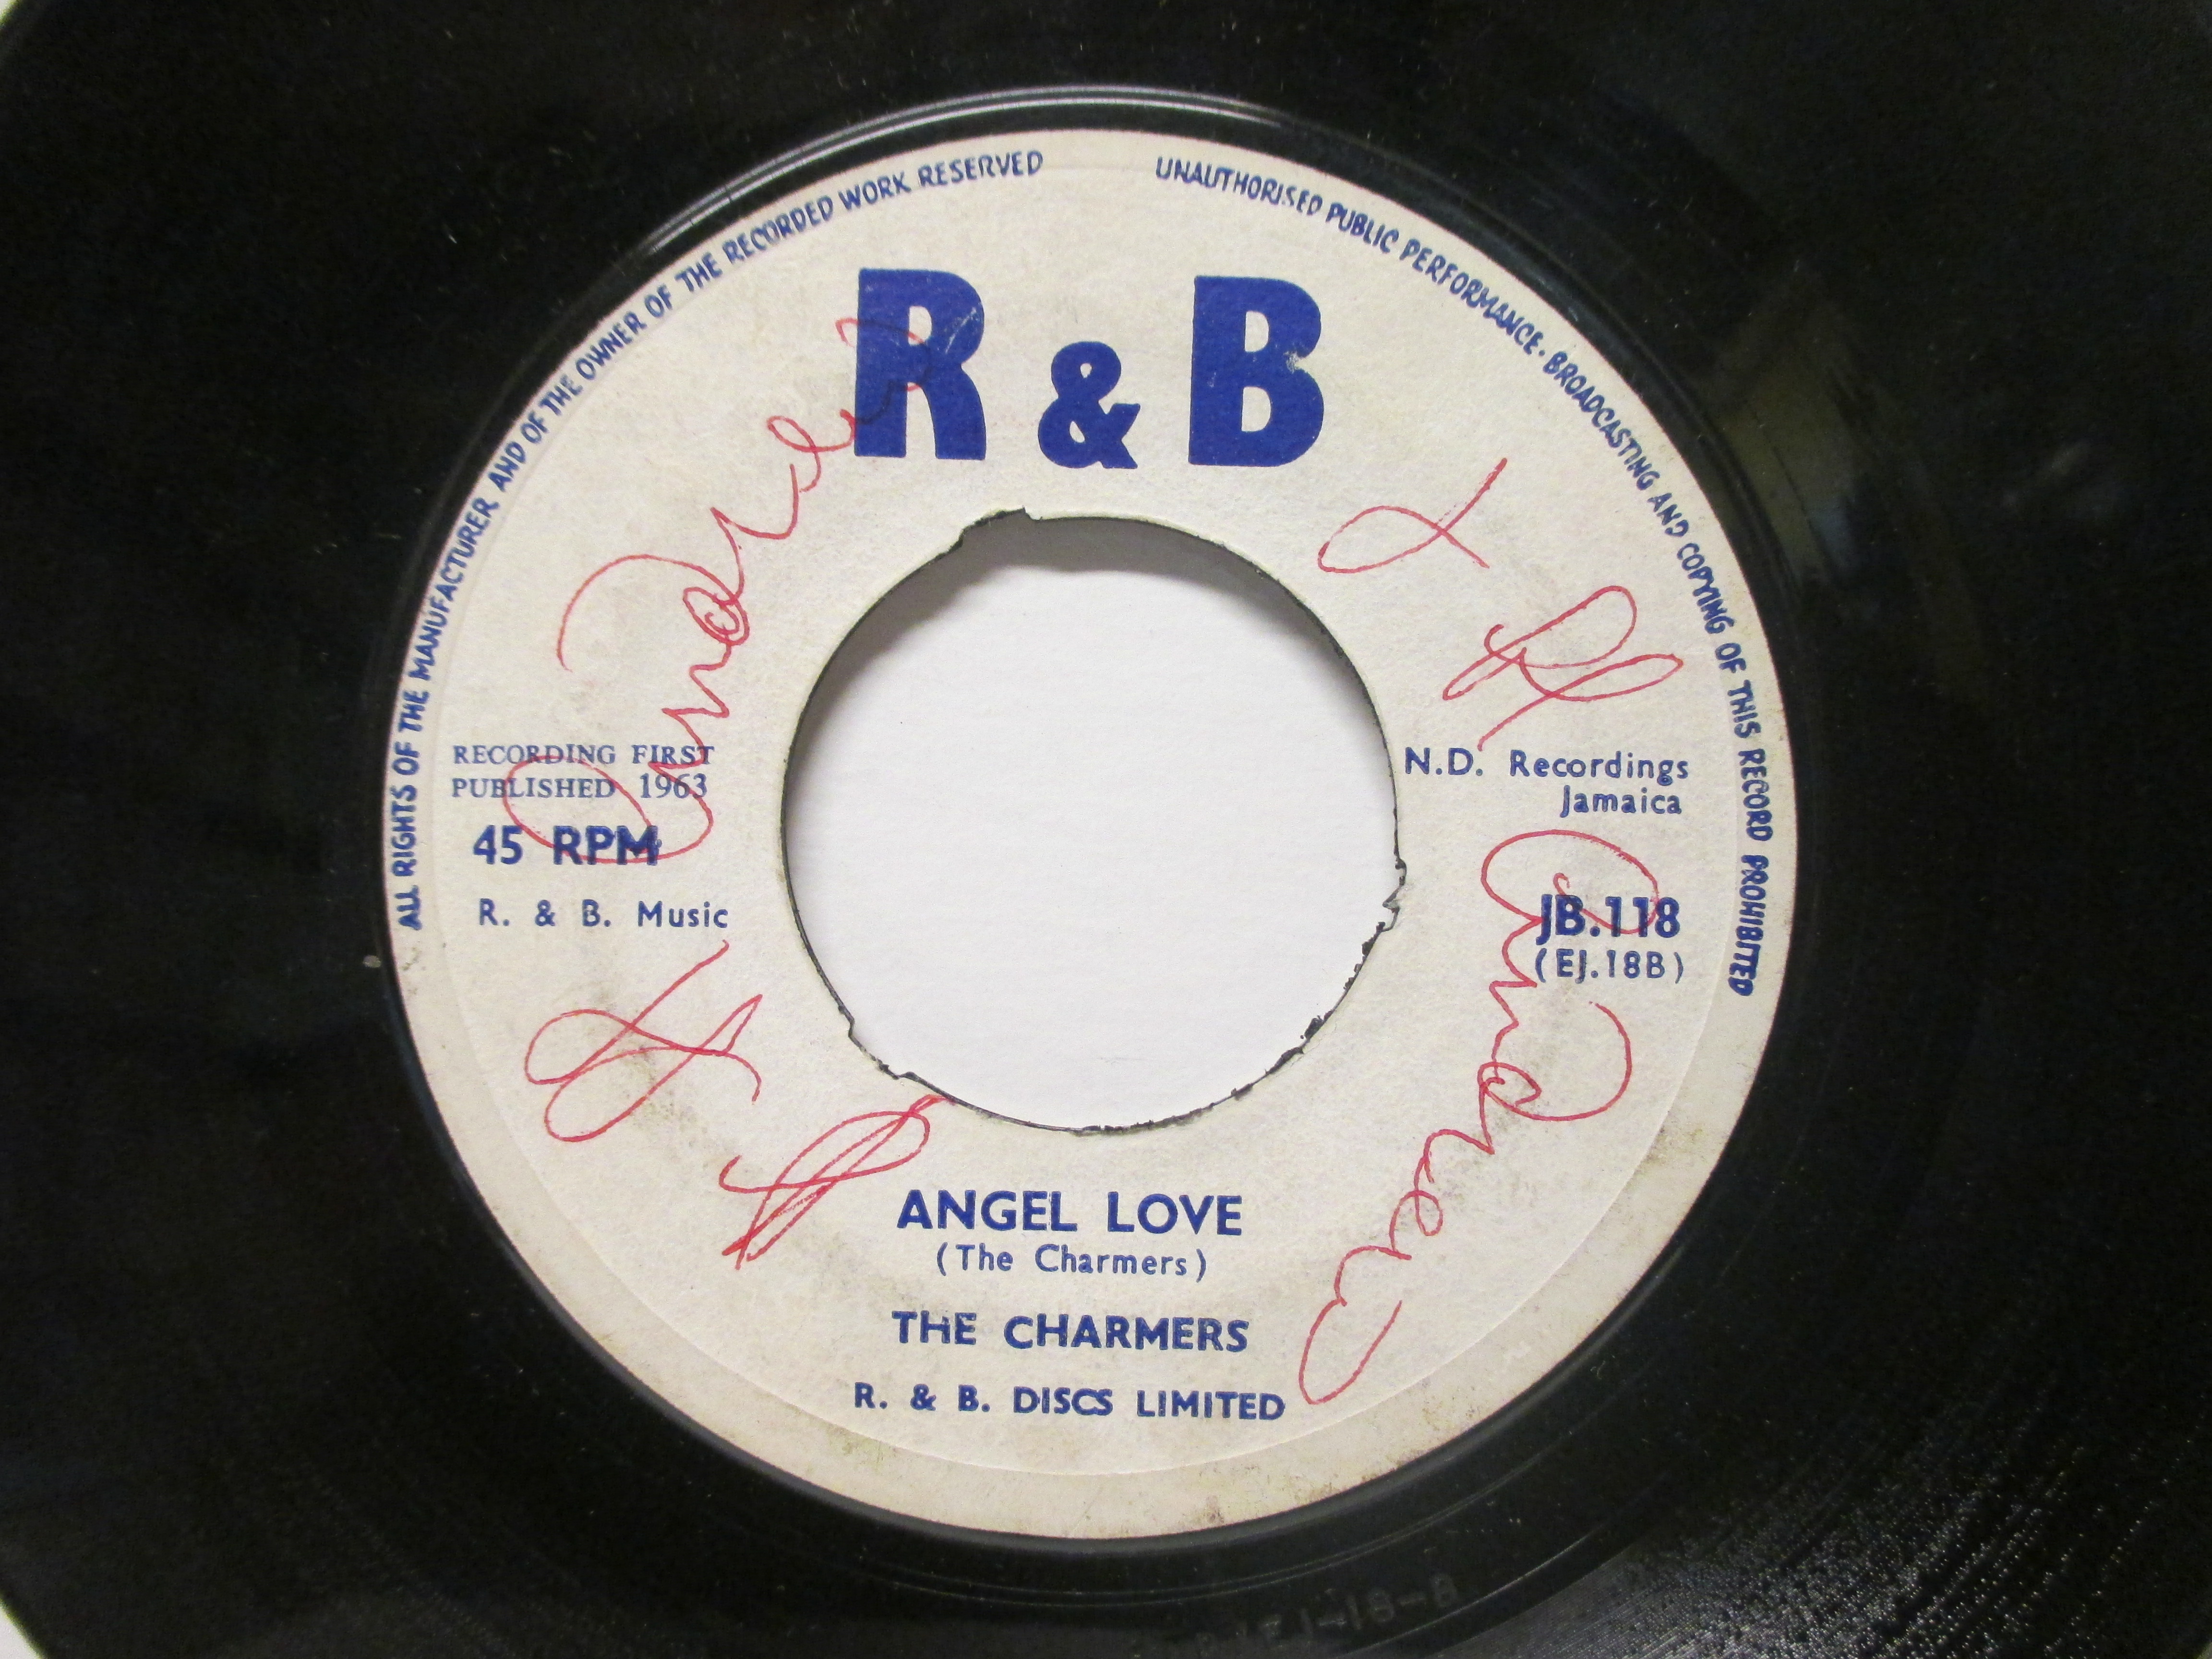 ALL RIGHTS OF THE MANUFACTURER AND OF THE OWNER OF THE RECORDED WORK RESERVED
UNAUTHORISED PUBLIC PERFORMANCE · BROADCASTING AND COPYING OF THIS RECORD PROHIBITED
R & B
RECORDING FIRST
PUBLISHED 1963
45 RPM
R. & B. Music
N.D. Recordings
Jamaica
JB.118
(EJ.18B)
ANGEL LOVE
(The Charmers)
THE CHARMERS
R. & B. DISCS LIMITED